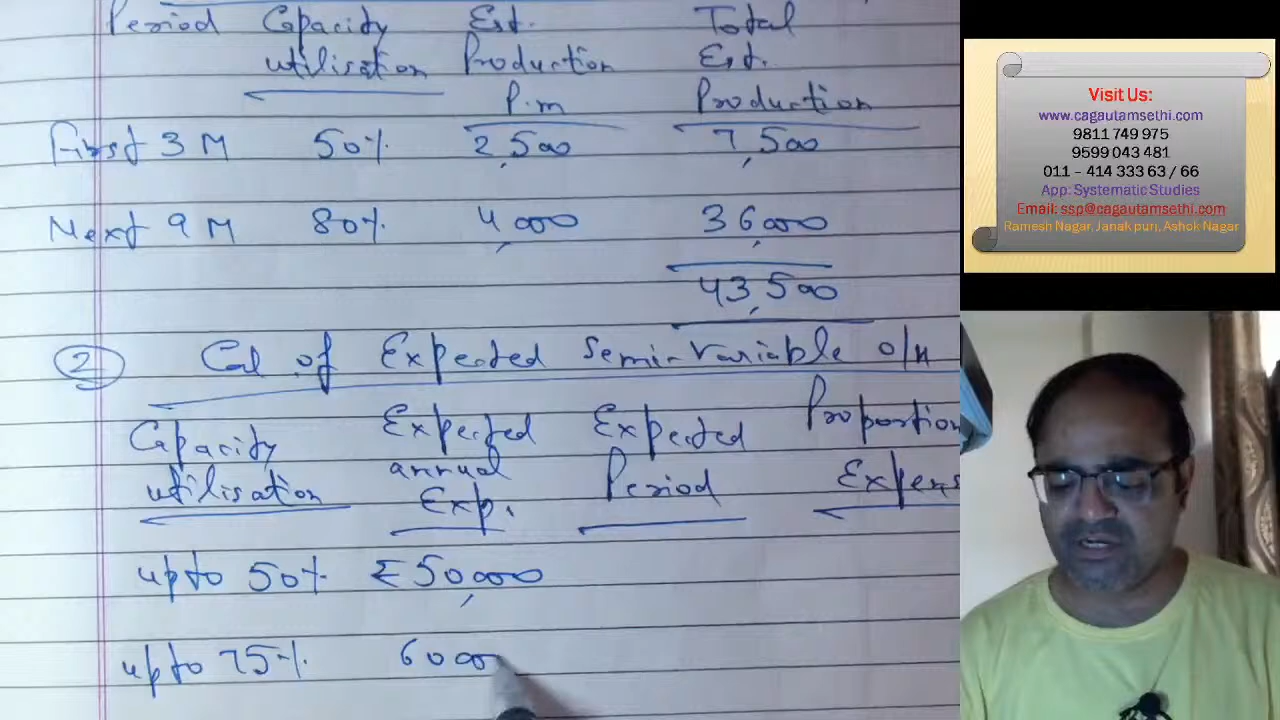 Period Capacity Est. Total
utilisation Production Est.
P.m Production
First 3 M 50% 2,500 7,500
Next 9 M 80% 4,000 36,000
43,500
2 Cal of Expected Semi-Variable O/H
Capacity Expected Expected Proportion
utilisation annual Period Expens
Exp.
upto 50% ₹50,000
upto 75% 60000
Visit Us:
www.cagautamsethi.com
9811 749 975
9599 043 481
011 – 414 333 63 / 66
App: Systematic Studies
Email: ssp@cagautamsethi.com
Ramesh Nagar, Janak puri, Ashok Nagar